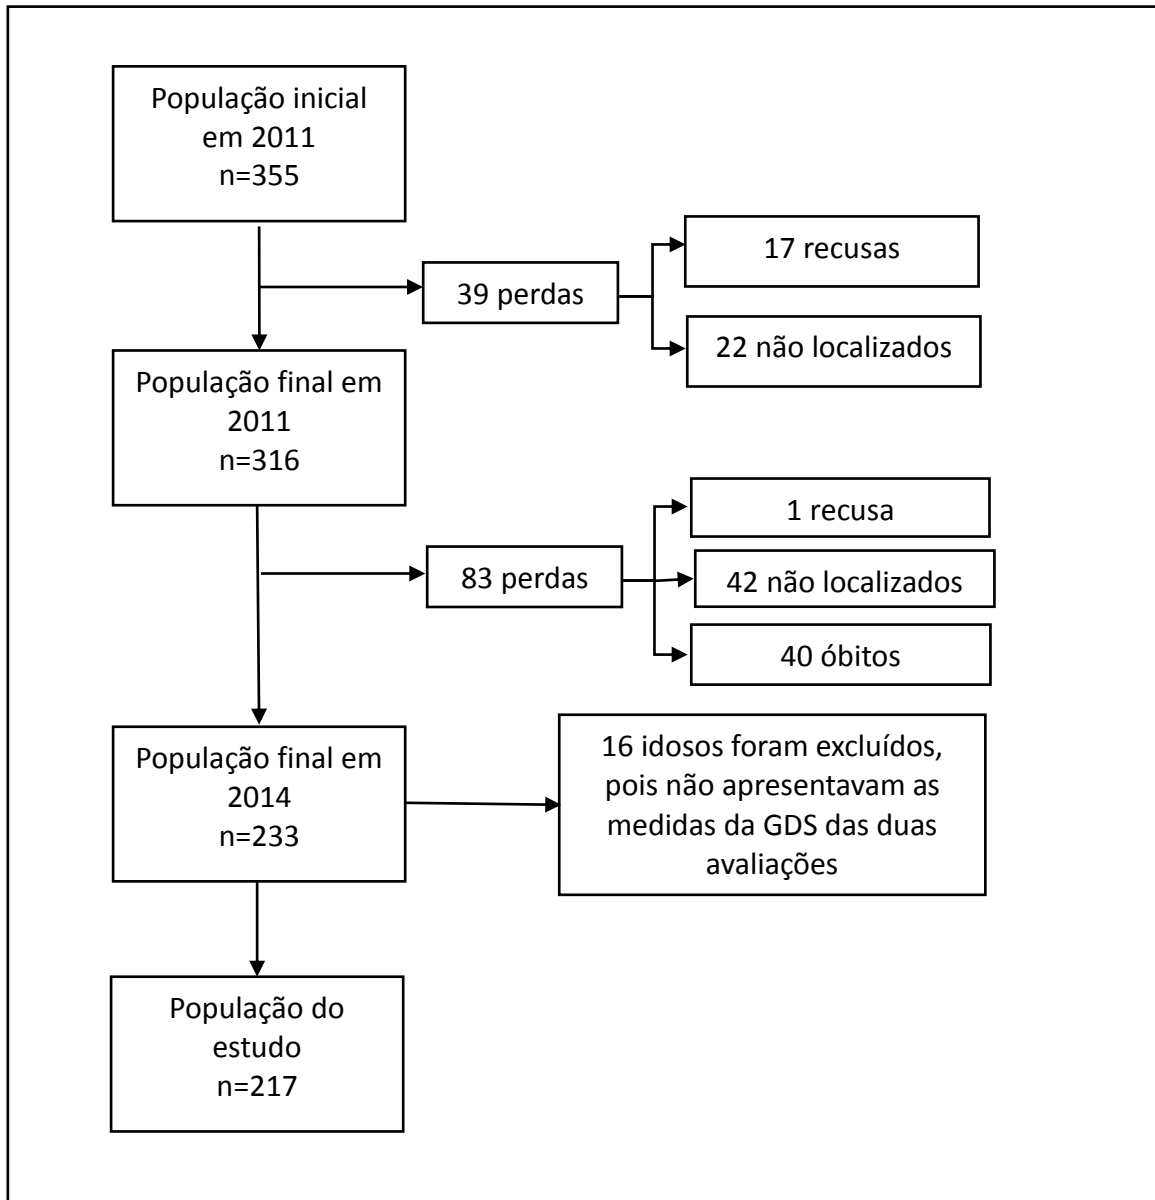 População inicial
em 2011
n=355
17 recusas
39 perdas
22 não localizados
População final em
2011
n=316
1 recusa
83 perdas
42 não localizados
40 óbitos
População final em
2014
n=233
16 idosos foram excluídos,
pois não apresentavam as
medidas da GDS das duas
avaliações
População do
estudo
n=217